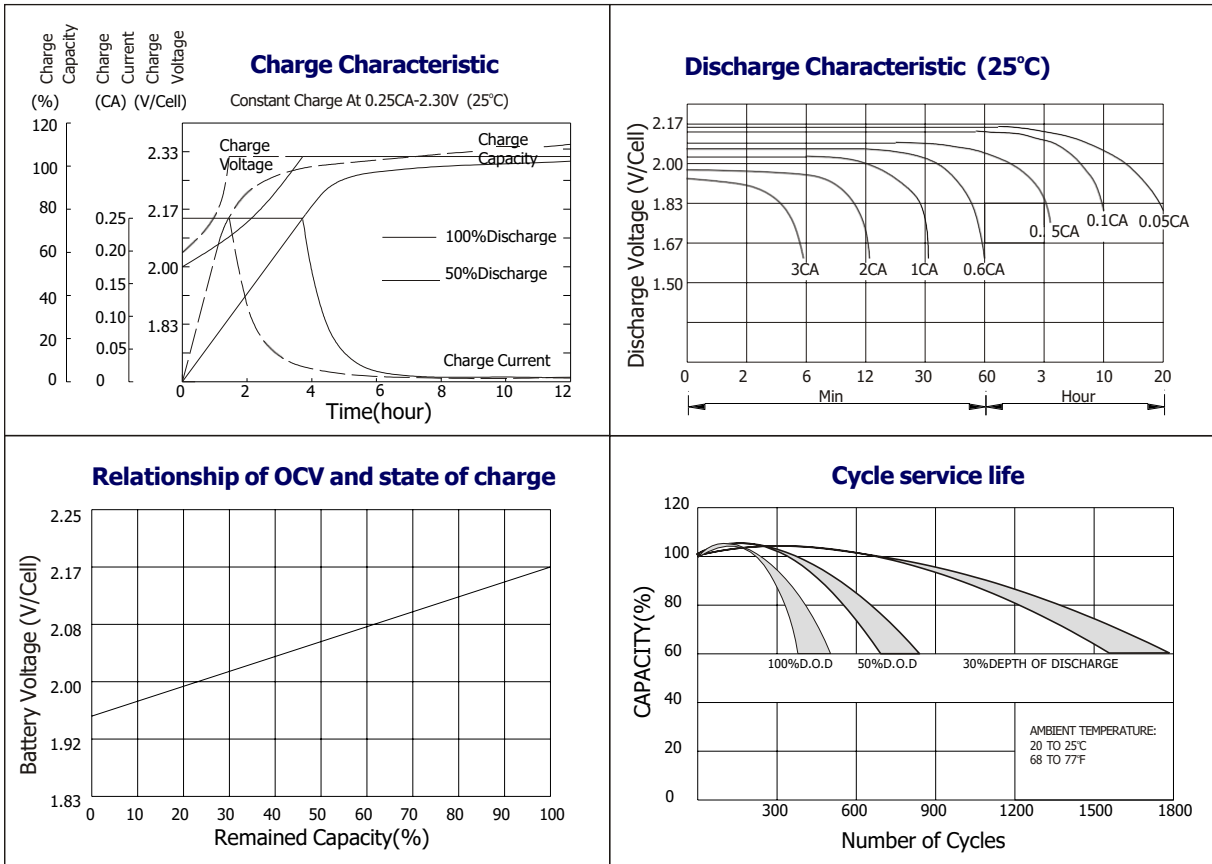 Charge Capacity
Charge Current
Charge Voltage
(%) (CA) (V/Cell)
Charge Characteristic
Constant Charge At 0.25CA-2.30V (25°C)
120
100
80
60
40
20
0
0.25
0.20
0.15
0.10
0.05
0
2.33
2.17
2.00
1.83
Charge Voltage
Charge Capacity
100%Discharge
50%Discharge
Charge Current
0 2 4 6 8 10 12
Time(hour)
Discharge Characteristic (25°C)
Discharge Voltage (V/Cell)
2.17
2.00
1.83
1.67
1.50
3CA 2CA 1CA 0.6CA 0.1CA 0.05CA
0 2 6 12 30 60 3 10 20
Min Hour
Relationship of OCV and state of charge
Battery Voltage (V/Cell)
2.25
2.17
2.08
2.00
1.92
1.83
0 10 20 30 40 50 60 70 80 90 100
Remained Capacity(%)
Cycle service life
CAPACITY(%)
120
100
80
60
40
20
0
100%D.O.D 50%D.O.D 30%DEPTH OF DISCHARGE
AMBIENT TEMPERATURE:
20 TO 25°C
68 TO 77°F
300 600 900 1200 1500 1800
Number of Cycles